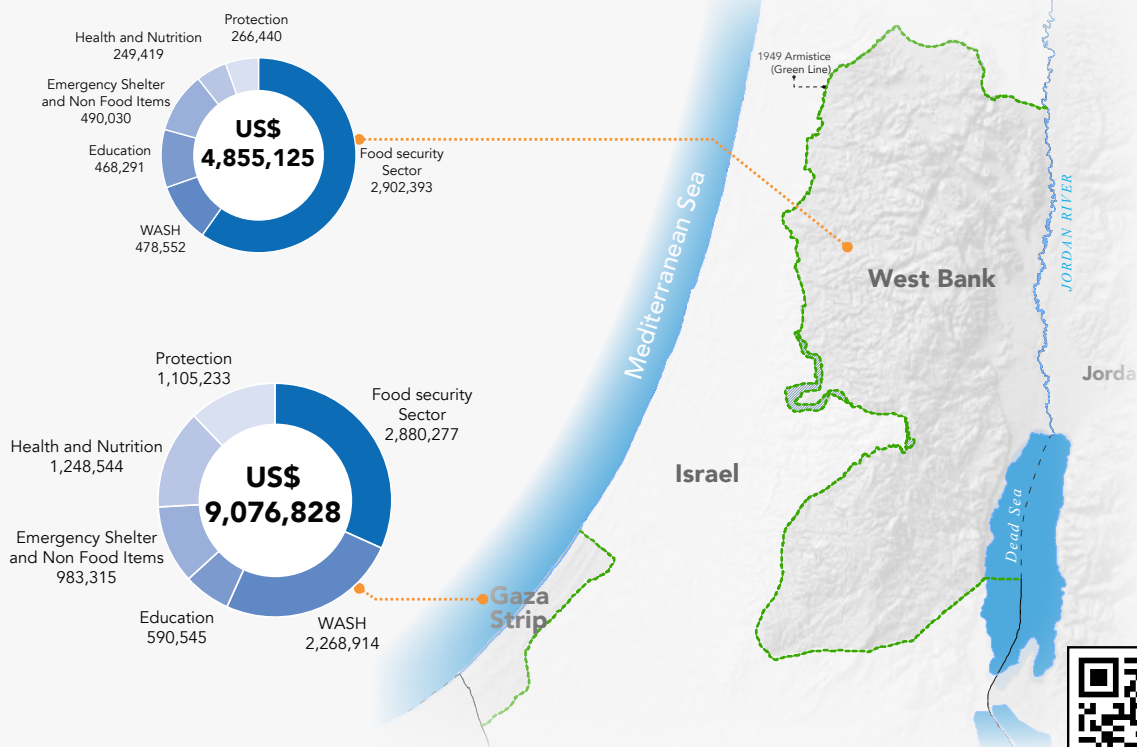 Protection
266,440
Health and Nutrition
249,419
Emergency Shelter
and Non Food Items
490,030
Education
468,291
WASH
478,552
US$
4,855,125
Food security
Sector
2,902,393
1949 Armistice
(Green Line)
Mediterranean Sea
JORDAN RIVER
West Bank
Protection
1,105,233
Food security
Sector
2,880,277
Health and Nutrition
1,248,544
US$
9,076,828
Emergency Shelter
and Non Food Items
983,315
Education
590,545
WASH
2,268,914
Jorda
Israel
Dead Sea
Gaza
Strip